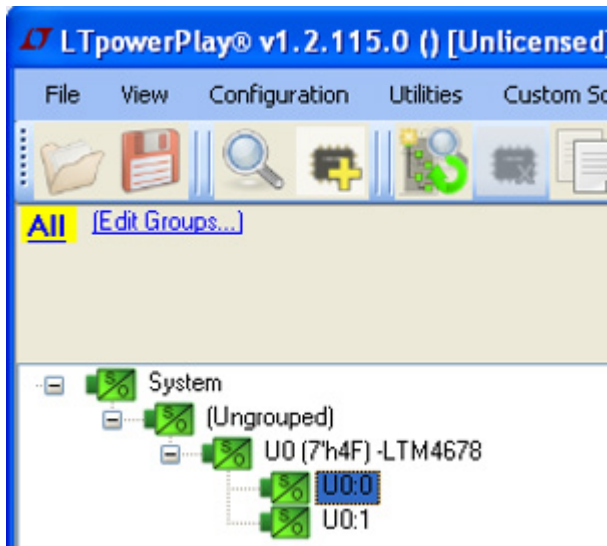 LTpowerPlay® v1.2.115.0 () [Unlicensed]
File View Configuration Utilities Custom Sc
All (Edit Groups...)
System
(Ungrouped)
U0 (7'h4F) -LTM4678
U0:0
U0:1